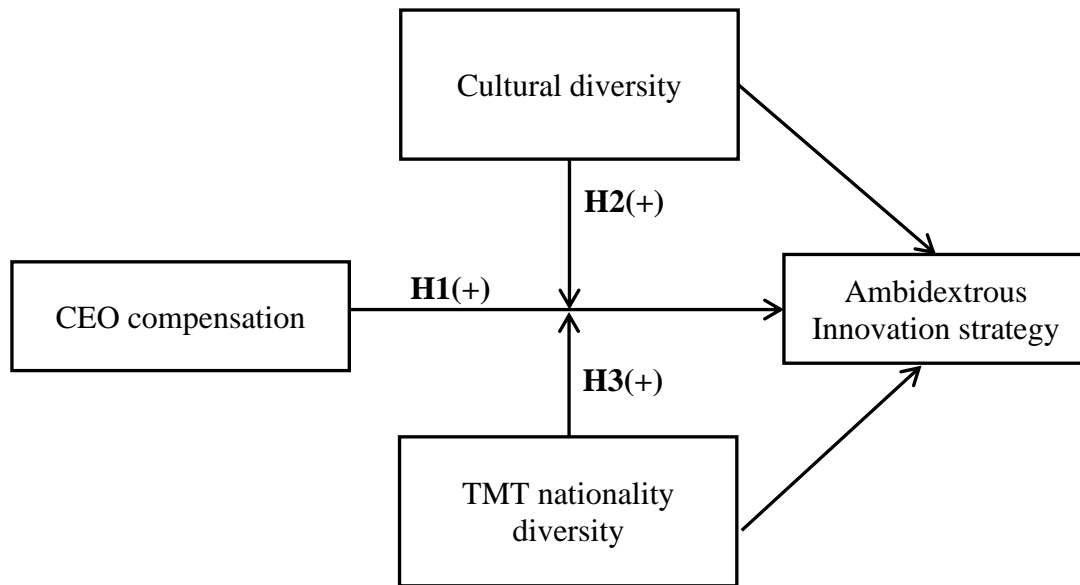 Cultural diversity
H2(+)
CEO compensation
H1(+)
Ambidextrous
Innovation strategy
H3(+)
TMT nationality
diversity